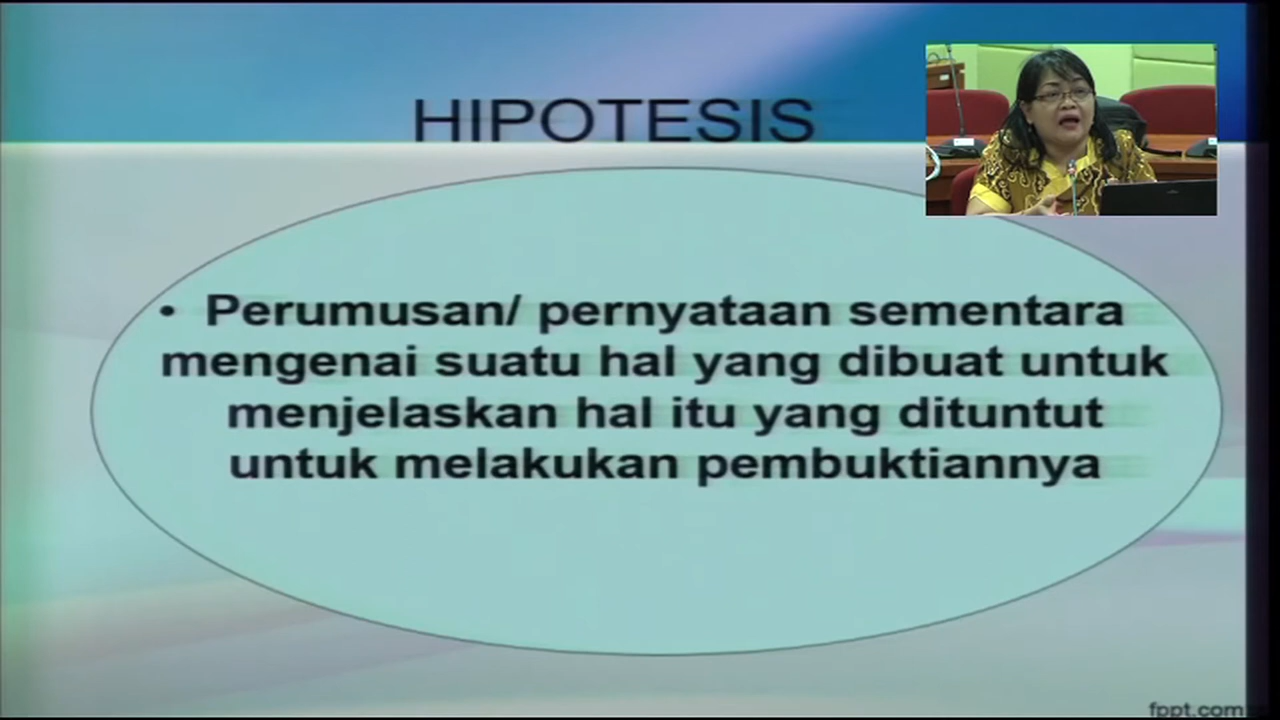 HIPOTESIS
• Perumusan/ pernyataan sementara
mengenai suatu hal yang dibuat untuk
menjelaskan hal itu yang dituntut
untuk melakukan pembuktiannya
fppt.com